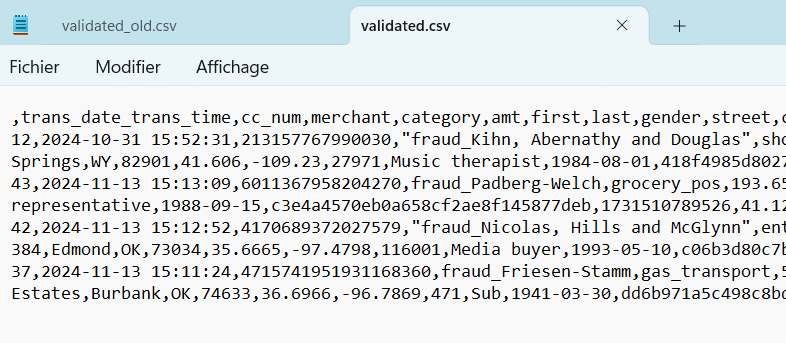 validated_old.csv
validated.csv
Fichier Modifier Affichage
,trans_date_trans_time,cc_num,merchant,category,amt,first,last,gender,street,
12,2024-10-31 15:52:31,213157767990030,"fraud_Kihn, Abernathy and Douglas",sho
Springs,WY,82901,41.606,-109.23,27971,Music therapist,1984-08-01,418f4985d8027
43,2024-11-13 15:13:09,6011367958204270,fraud_Padberg-Welch,grocery_pos,193.65
representative,1988-09-15,c3e4a4570eb0a658cf2ae8f145877deb,1731510789526,41.12
42,2024-11-13 15:12:52,4170689372027579,"fraud_Nicolas, Hills and McGlynn",ent
384,Edmond,OK,73034,35.6665,-97.4798,116001,Media buyer,1993-05-10,c06b3d80c7b
37,2024-11-13 15:11:24,4715741951931168360,fraud_Friesen-Stamm,gas_transport,5
Estates,Burbank,OK,74633,36.6966,-96.7869,471,Sub,1941-03-30,dd6b971a5c498c8bd